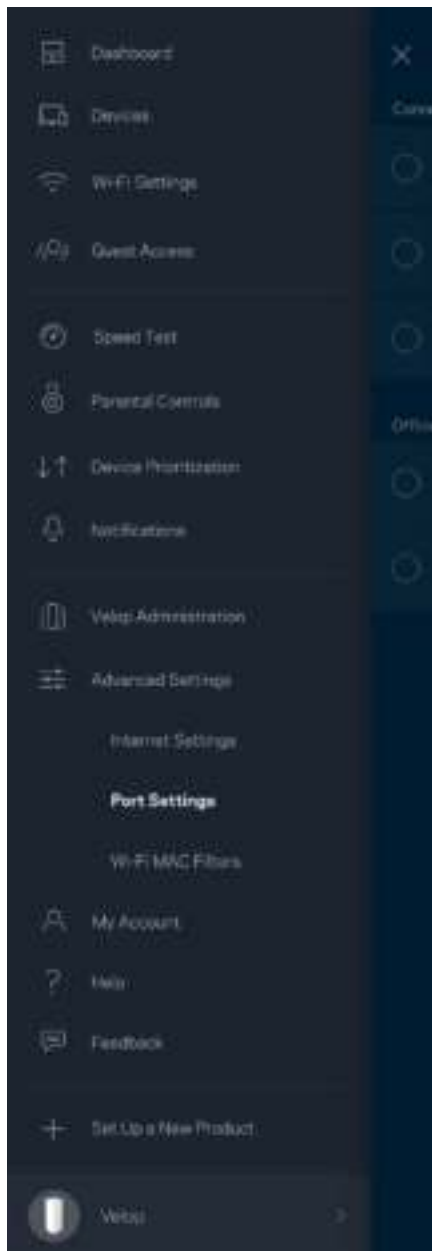 Dashboard
Devices
Wi-Fi Settings
Guest Access
Speed Test
Parental Controls
Device Prioritization
Notifications
Velop Administration
Advanced Settings
Internet Settings
Port Settings
Wi-Fi MAC Filters
My Account
Help
Feedback
Set Up a New Product
Velop